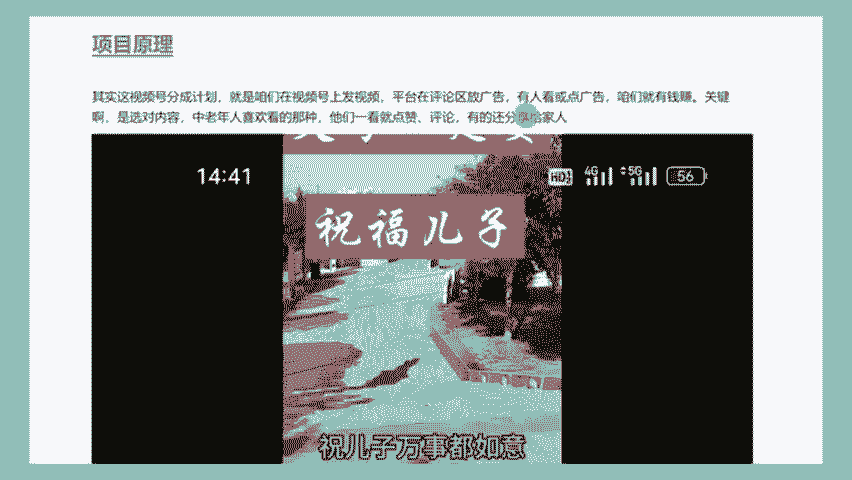 项目原理
其实这视频号分成计划，就是咱们在视频号上发视频，平台在评论区放广告，有人看或点广告，咱们就有钱赚。关键
啊，是选对内容，中老年人喜欢看的那种，他们一看就点赞、评论，有的还分享给家人
14:41
HD 4G 5G 56
祝福儿子
祝儿子万事都如意